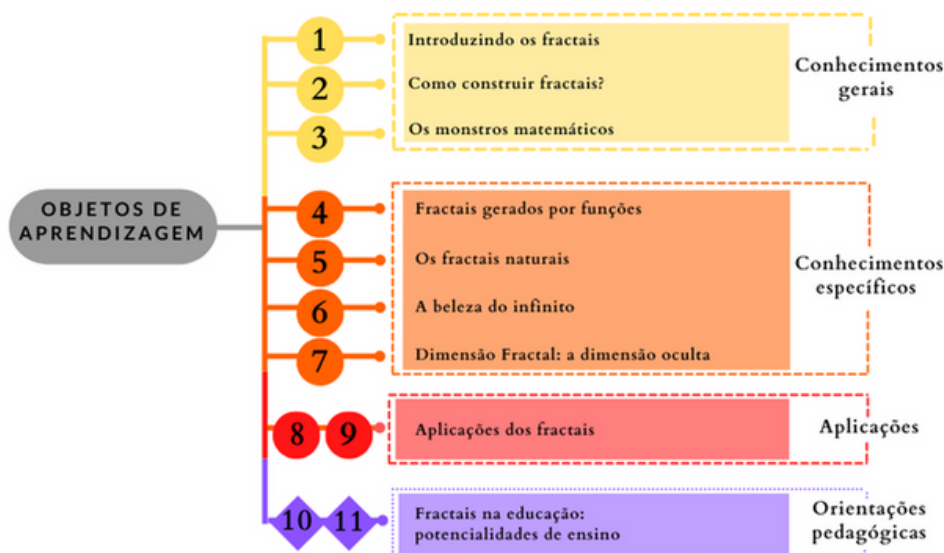 OBJETOS DE
APRENDIZAGEM
1
Introduzindo os fractais
2
Como construir fractais?
3
Os monstros matemáticos
Conhecimentos
gerais
4
Fractais gerados por funções
5
Os fractais naturais
6
A beleza do infinito
7
Dimensão Fractal: a dimensão oculta
Conhecimentos
específicos
8 9
Aplicações dos fractais
Aplicações
10 11
Fractais na educação:
potencialidades de ensino
Orientações
pedagógicas